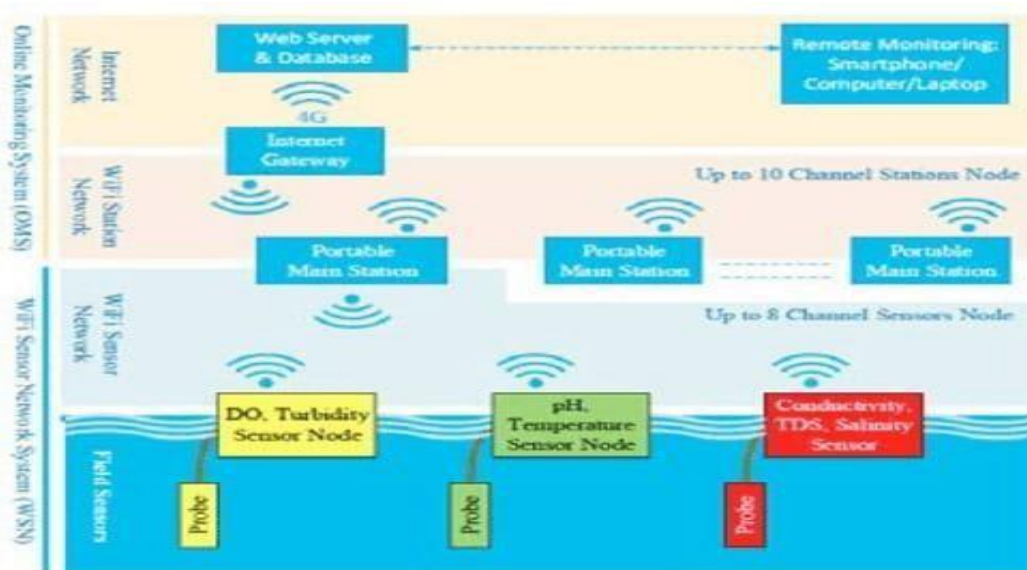 Online Monitoring System (OMS)
Internet
Network
Web Server
& Database
Remote Monitoring:
Smartphone/
Computer/Laptop
4G
Internet
Gateway
WiFi Station
Network
Up to 10 Channel Stations Node
Portable
Main Station
Portable
Main Station
Portable
Main Station
WiFi Sensor Network System (WSN)
WiFi Sensor
Network
Up to 8 Channel Sensors Node
DO, Turbidity
Sensor Node
pH,
Temperature
Sensor Node
Conductivity,
TDS, Salinity
Sensor
Field Sensors
Probe
Probe
Probe